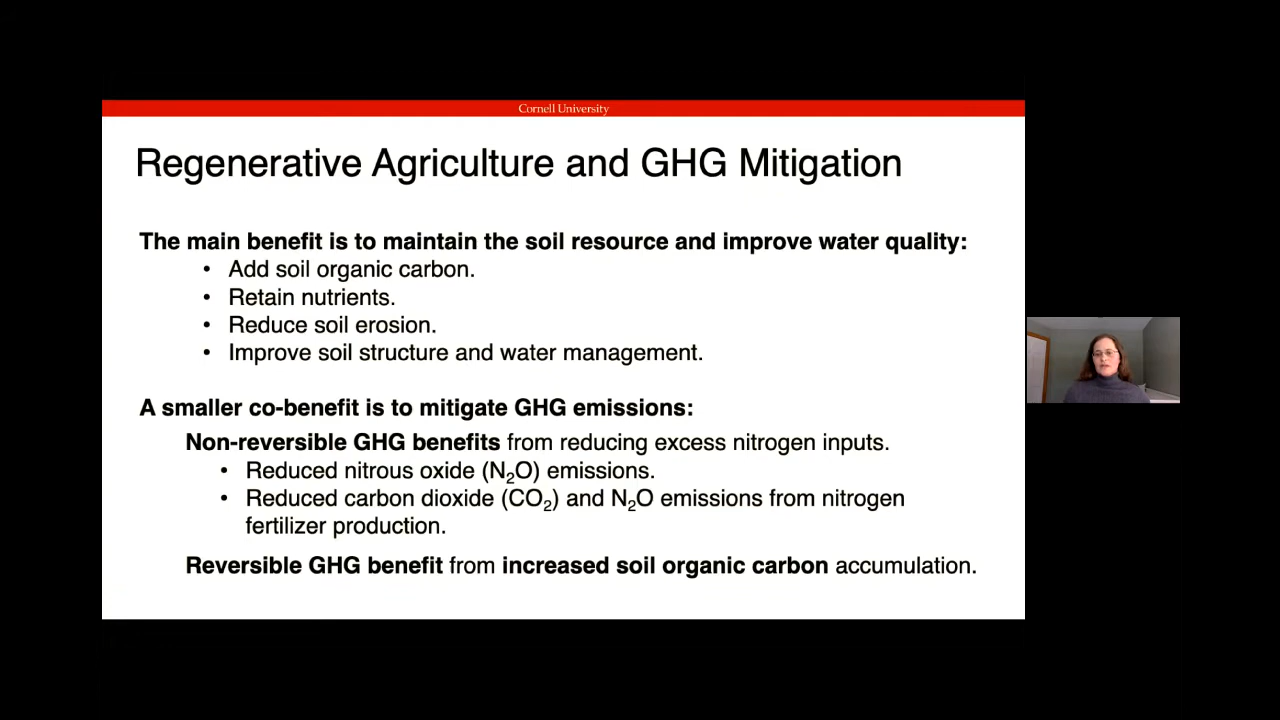 Cornell University
Regenerative Agriculture and GHG Mitigation
The main benefit is to maintain the soil resource and improve water quality:
• Add soil organic carbon.
• Retain nutrients.
• Reduce soil erosion.
• Improve soil structure and water management.
A smaller co-benefit is to mitigate GHG emissions:
Non-reversible GHG benefits from reducing excess nitrogen inputs.
• Reduced nitrous oxide (N₂O) emissions.
• Reduced carbon dioxide (CO₂) and N₂O emissions from nitrogen
fertilizer production.
Reversible GHG benefit from increased soil organic carbon accumulation.